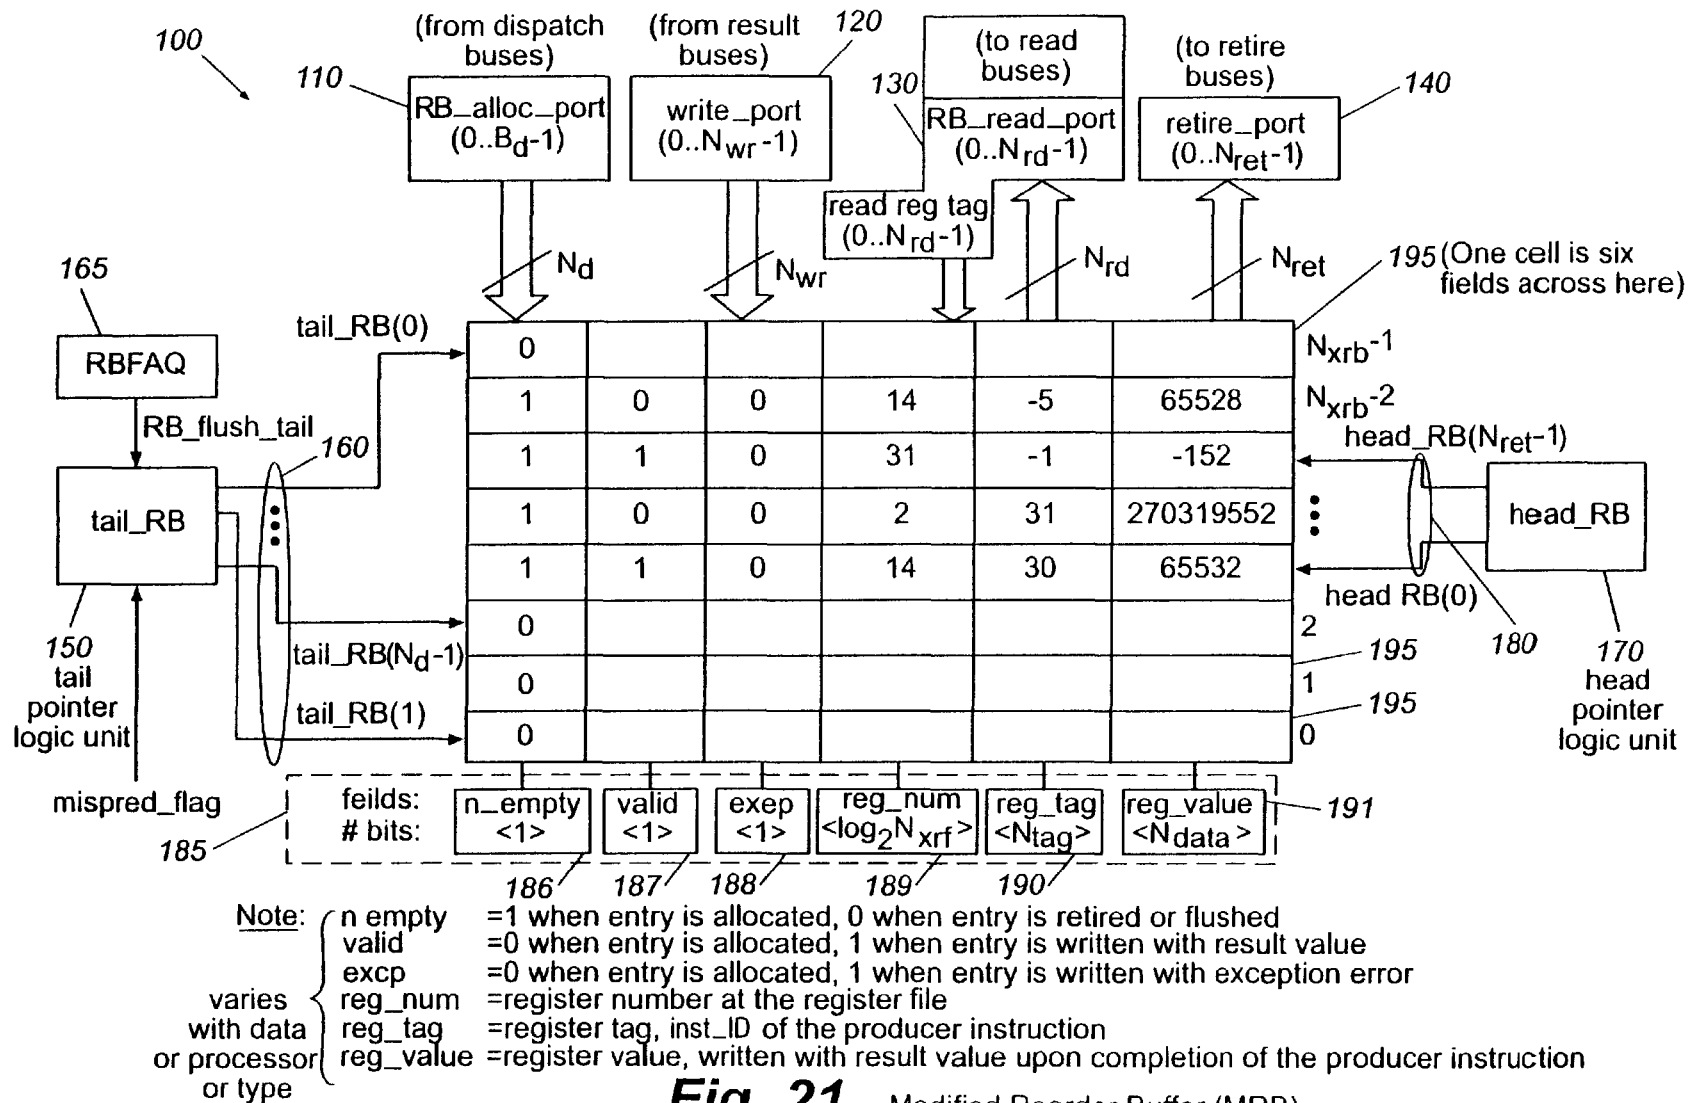 100
(from dispatch
buses)
110
RB_alloc_port
(0..Bd-1)
(from result
buses)
120
write_port
(0..Nwr-1)
(to read
buses)
130
RB_read_port
(0..Nrd-1)
read reg tag
(0..Nrd-1)
(to retire
buses)
140
retire_port
(0..Nret-1)
Nd
Nwr
Nrd
Nret
195 (One cell is six
fields across here)
165
RBFAQ
RB_flush_tail
160
tail_RB
150
tail
pointer
logic unit
mispred_flag
tail_RB(0)
tail_RB(Nd-1)
tail_RB(1)
0 Nxrb-1
1 0 0 14 -5 65528 Nxrb-2
1 1 0 31 -1 -152
1 0 0 2 31 270319552
1 1 0 14 30 65532
0 2
0 1
0 0
195
195
head_RB(Nret-1)
head_RB
head RB(0)
180
170
head
pointer
logic unit
185
feilds: n_empty valid exep reg_num reg_tag reg_value
# bits: <1> <1> <1> <log2Nxrf> <Ntag> <Ndata>
191
186 187 188 189 190
Note: n empty =1 when entry is allocated, 0 when entry is retired or flushed
valid =0 when entry is allocated, 1 when entry is written with result value
excp =0 when entry is allocated, 1 when entry is written with exception error
reg_num =register number at the register file
reg_tag =register tag, inst_ID of the producer instruction
reg_value =register value, written with result value upon completion of the producer instruction
varies
with data
or processor
or type
Fig. 21 Modified Reorder Buffer (MRB)